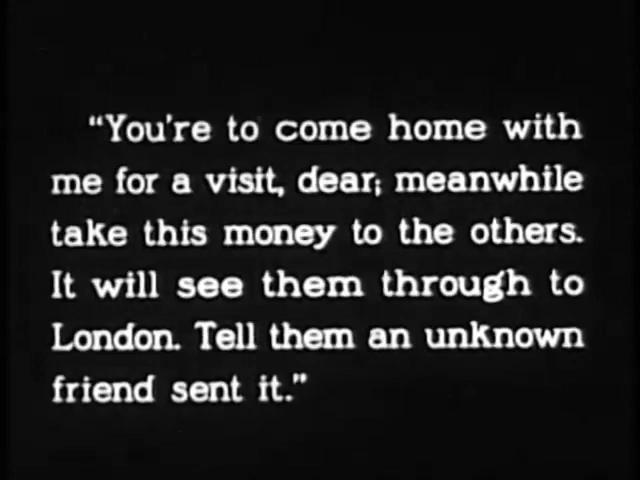 "You're to come home with
me for a visit, dear; meanwhile
take this money to the others.
It will see them through to
London. Tell them an unknown
friend sent it."